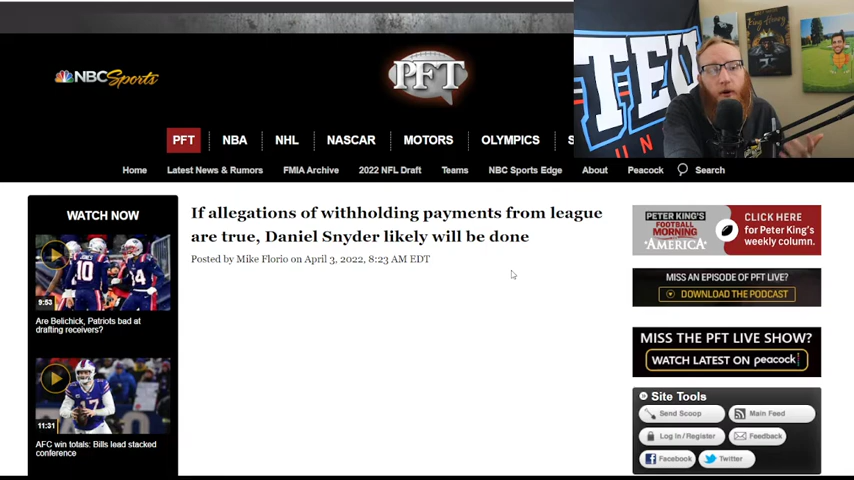 NBC Sports
PFT
PFT
NBA
NHL
NASCAR
MOTORS
OLYMPICS
S
Home
Latest News & Rumors
FMIA Archive
2022 NFL Draft
Teams
NBC Sports Edge
About
Peacock
Search
WATCH NOW
9:53
Are Belichick, Patriots bad at
drafting receivers?
17
11:31
AFC win totals: Bills lead stacked
conference
If allegations of withholding payments from league
are true, Daniel Snyder likely will be done
Posted by Mike Florio on April 3, 2022, 8:23 AM EDT
PETER KING'S
FOOTBALL
MORNING
IN
AMERICA
CLICK HERE
for Peter King's
weekly column.
MISS AN EPISODE OF PFT LIVE?
DOWNLOAD THE PODCAST
MISS THE PFT LIVE SHOW?
WATCH LATEST ON peacock
Site Tools
Send Scoop
Main Feed
Log In / Register
Feedback
Facebook
Twitter
TEU
UN